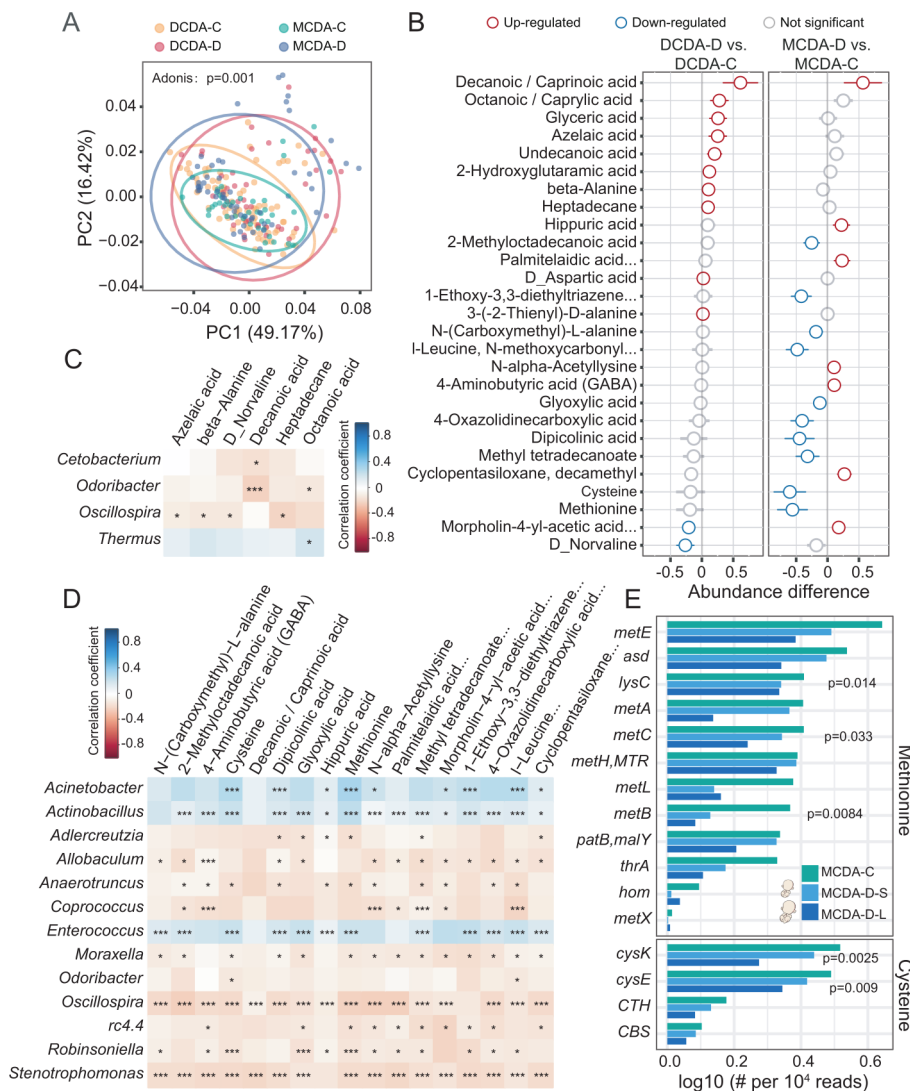 A
DCDA-C
MCDA-C
DCDA-D
MCDA-D
Adonis: p=0.001
0.04
0.02
0.00
−0.02
−0.04
−0.04
0.00
0.04
0.08
PC2 (16.42%)
PC1 (49.17%)
B
Up-regulated
Down-regulated
Not significant
DCDA-D vs.
DCDA-C
MCDA-D vs.
MCDA-C
Decanoic / Caprinoic acid
Octanoic / Caprylic acid
Glyceric acid
Azelaic acid
Undecanoic acid
2-Hydroxyglutaramic acid
beta-Alanine
Heptadecane
Hippuric acid
2-Methyloctadecanoic acid
Palmitelaidic acid...
D_Aspartic acid
1-Ethoxy-3,3-diethyltriazene...
3-(-2-Thienyl)-D-alanine
N-(Carboxymethyl)-L-alanine
l-Leucine, N-methoxycarbonyl...
N-alpha-Acetyllysine
4-Aminobutyric acid (GABA)
Glyoxylic acid
4-Oxazolidinecarboxylic acid
Dipicolinic acid
Methyl tetradecanoate
Cyclopentasiloxane, decamethyl
Cysteine
Methionine
Morpholin-4-yl-acetic acid...
D_Norvaline
-0.5 0 0.5
-0.5 0 0.5
Abundance difference
C
Azelaic acid
beta−Alanine
D_Norvaline
Decanoic acid
Heptadecane
Octanoic acid
Cetobacterium *
Odoribacter *** *
Oscillospira * * * *
Thermus *
Correlation coefficient
0.8
0.4
0
-0.4
-0.8
D
Correlation coefficient
0.8
0.4
0
-0.4
-0.8
N−(Carboxymethyl)−L−alanine
2−Methyloctadecanoic acid
4−Aminobutyric acid (GABA)
Cysteine
Decanoic / Caprinoic acid
Dipicolinic acid
Glyoxylic acid
Hippuric acid
Methionine
N−alpha−Acetyllysine
Palmitelaidic acid...
Methyl tetradecanoate...
Morpholin−4−yl−acetic acid...
1−Ethoxy−3,3−diethyltriazene...
4−Oxazolidinecarboxylic acid...
l−Leucine...
Cyclopentasiloxane...
Acinetobacter *** *** * *** * * *** *** *
Actinobacillus *** *** *** *** *** * *** *** *** *** * *** *** *** *
Adlercreutzia * * * * * *
Allobaculum * * *** * * * * * * * * *
Anaerotruncus * * * * * * * * * *
Coprococcus * *** *** * *** * ***
Enterococcus *** *** *** *** *** *** *** *** *** *** *** ***
Moraxella * * * * * * * * * * * * *
Odoribacter * *
Oscillospira *** *** *** *** *** *** *** *** *** *** *** *** *** *** *** ***
rc4.4 * * * * * * * * * *
Robinsoniella * * *** *** * *** * * * * *
Stenotrophomonas *** *** *** *** *** *** *** *** *** *** *** *** *** *** *** *** ***
E
metE
asd
lysC
p=0.014
metA
metC
p=0.033
metH,MTR
metL
metB
p=0.0084
patB,malY
thrA
hom
metX
MCDA-C
MCDA-D-S
MCDA-D-L
Methionine
cysK
p=0.0025
cysE
p=0.009
CTH
CBS
Cysteine
0.0 0.2 0.4 0.6
log10 (# per 10⁴ reads)